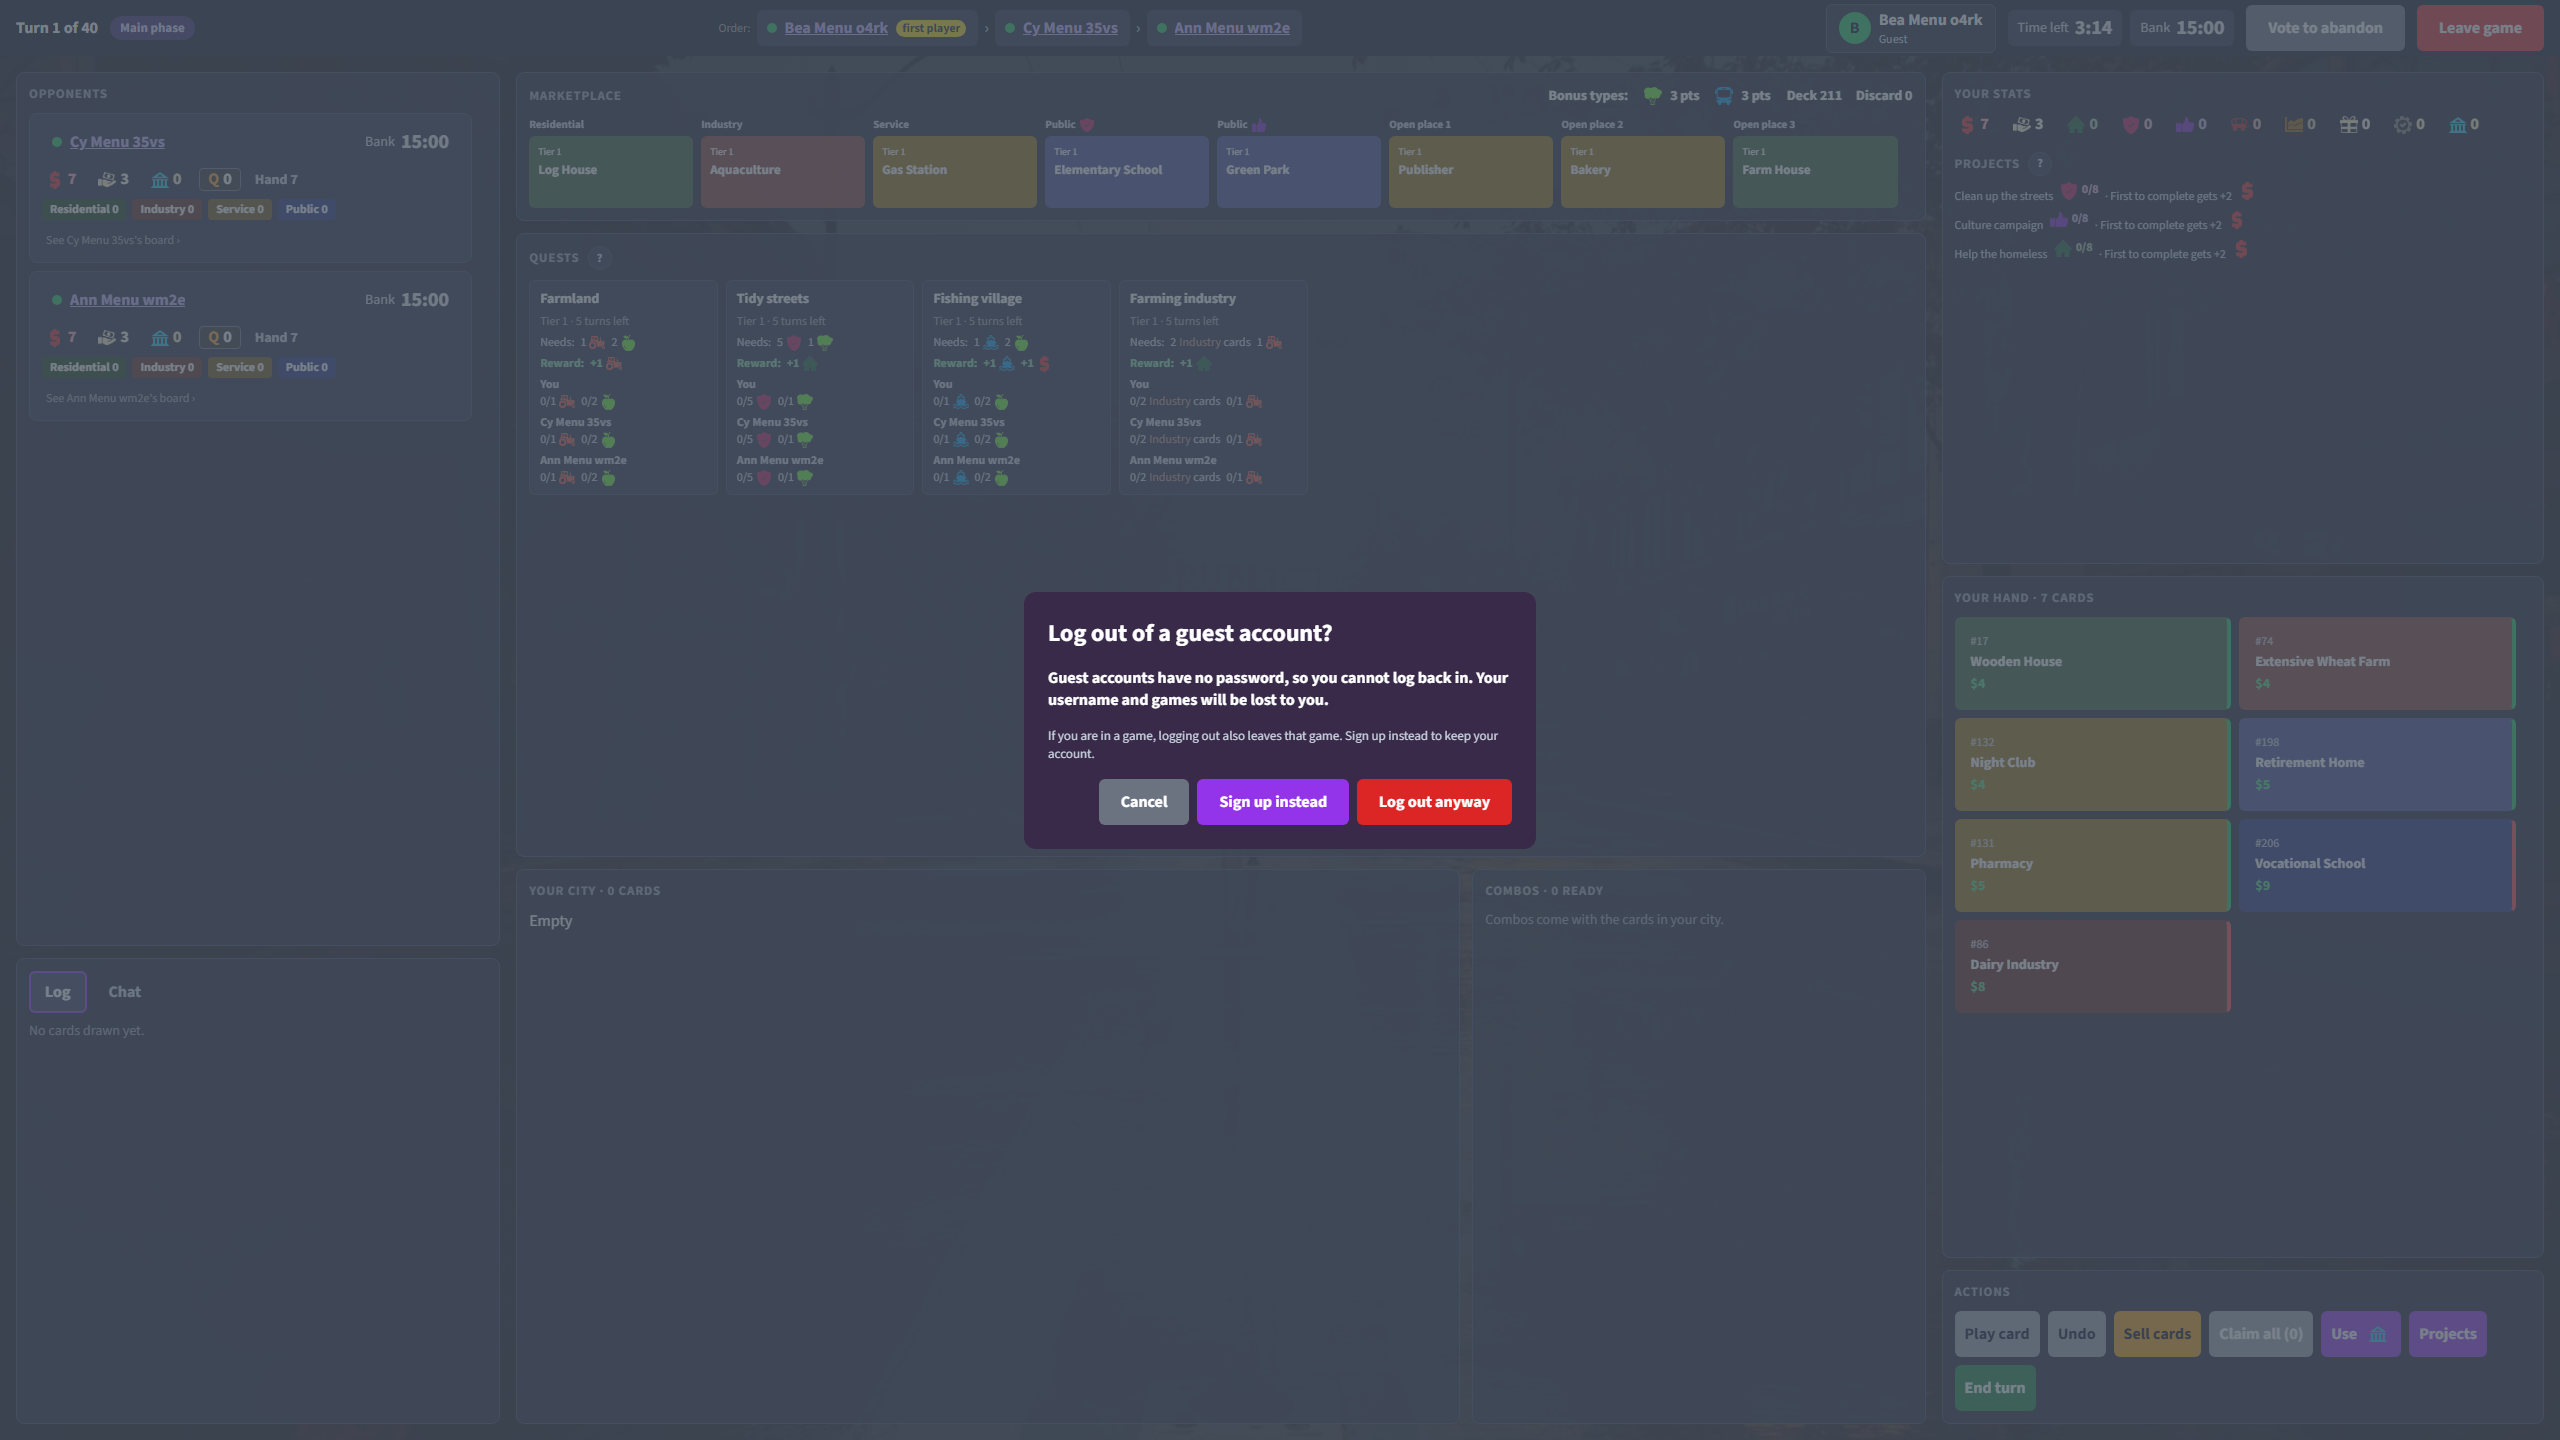 Turn 1 of 40 Main phase
Order: Bea Menu o4rk first player › Cy Menu 35vs › Ann Menu wm2e
B Bea Menu o4rk
Guest
Time left 3:14 Bank 15:00 Vote to abandon Leave game
OPPONENTS
Cy Menu 35vs Bank 15:00
7 3 0 Q 0 Hand 7
Residential 0 Industry 0 Service 0 Public 0
See Cy Menu 35vs's board ›
Ann Menu wm2e Bank 15:00
7 3 0 Q 0 Hand 7
Residential 0 Industry 0 Service 0 Public 0
See Ann Menu wm2e's board ›
Log Chat
No cards drawn yet.
MARKETPLACE
Bonus types: 3 pts 3 pts Deck 211 Discard 0
Residential Industry Service Public Public Open place 1 Open place 2 Open place 3
Tier 1 Tier 1 Tier 1 Tier 1 Tier 1 Tier 1 Tier 1 Tier 1
Log House Aquaculture Gas Station Elementary School Green Park Publisher Bakery Farm House
QUESTS ?
Farmland
Tier 1 · 5 turns left
Needs: 1 2
Reward: +1
You
0/1 0/2
Cy Menu 35vs
0/1 0/2
Ann Menu wm2e
0/1 0/2
Tidy streets
Tier 1 · 5 turns left
Needs: 5 1
Reward: +1
You
0/5 0/1
Cy Menu 35vs
0/5 0/1
Ann Menu wm2e
0/5 0/1
Fishing village
Tier 1 · 5 turns left
Needs: 1 2
Reward: +1 +1
You
0/1 0/2
Cy Menu 35vs
0/1 0/2
Ann Menu wm2e
0/1 0/2
Farming industry
Tier 1 · 5 turns left
Needs: 2 Industry cards 1
Reward: +1
You
0/2 Industry cards 0/1
Cy Menu 35vs
0/2 Industry cards 0/1
Ann Menu wm2e
0/2 Industry cards 0/1
Log out of a guest account?
Guest accounts have no password, so you cannot log back in. Your
username and games will be lost to you.
If you are in a game, logging out also leaves that game. Sign up instead to keep your
account.
Cancel Sign up instead Log out anyway
YOUR CITY · 0 CARDS
Empty
COMBOS · 0 READY
Combos come with the cards in your city.
YOUR STATS
7 3 0 0 0 0 0 0 0 0
PROJECTS ?
Clean up the streets 0/8 · First to complete gets +2
Culture campaign 0/8 · First to complete gets +2
Help the homeless 0/8 · First to complete gets +2
YOUR HAND · 7 CARDS
#17
Wooden House
$4
#74
Extensive Wheat Farm
$4
#132
Night Club
$4
#198
Retirement Home
$5
#131
Pharmacy
$5
#206
Vocational School
$9
#86
Dairy Industry
$8
ACTIONS
Play card Undo Sell cards Claim all (0) Use Projects
End turn